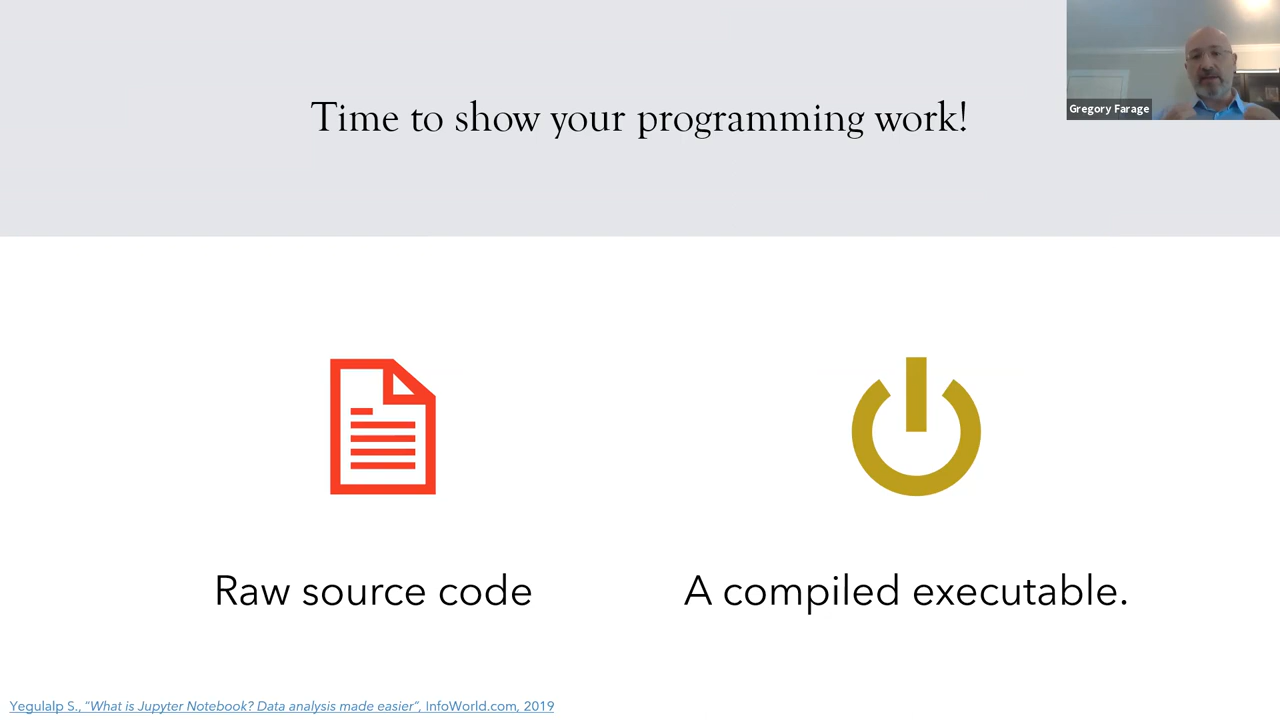 Time to show your programming work!
Gregory Farage
Raw source code
A compiled executable.
Yegulalp S., “What is Jupyter Notebook? Data analysis made easier“, InfoWorld.com, 2019